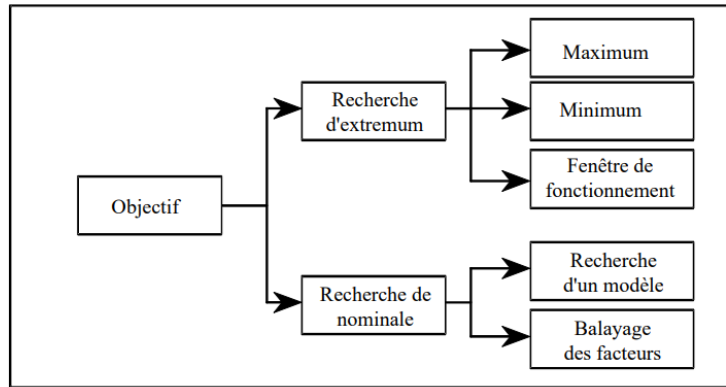 Maximum
Recherche
d'extremum
Minimum
Fenêtre de
fonctionnement
Objectif
Recherche
d'un modèle
Recherche de
nominale
Balayage
des facteurs